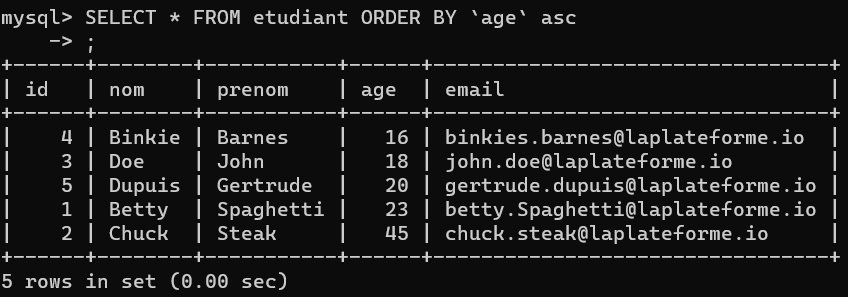 mysql> SELECT * FROM etudiant ORDER BY `age` asc
    -> ;
+------+--------+-----------+------+---------------------------------+
| id   | nom    | prenom    | age  | email                           |
+------+--------+-----------+------+---------------------------------+
|    4 | Binkie | Barnes    |   16 | binkies.barnes@laplateforme.io  |
|    3 | Doe    | John      |   18 | john.doe@laplateforme.io        |
|    5 | Dupuis | Gertrude  |   20 | gertrude.dupuis@laplateforme.io |
|    1 | Betty  | Spaghetti |   23 | betty.Spaghetti@laplateforme.io |
|    2 | Chuck  | Steak     |   45 | chuck.steak@laplateforme.io     |
+------+--------+-----------+------+---------------------------------+
5 rows in set (0.00 sec)